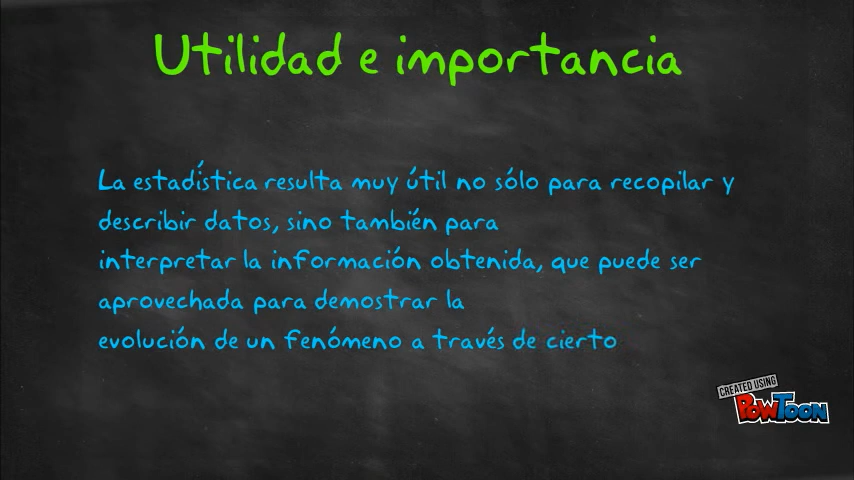 Utilidad e importancia
La estadística resulta muy útil no sólo para recopilar y
describir datos, sino también para
interpretar la información obtenida, que puede ser
aprovechada para demostrar la
evolución de un fenómeno a través de cierto
CREATED USING
POWTOON